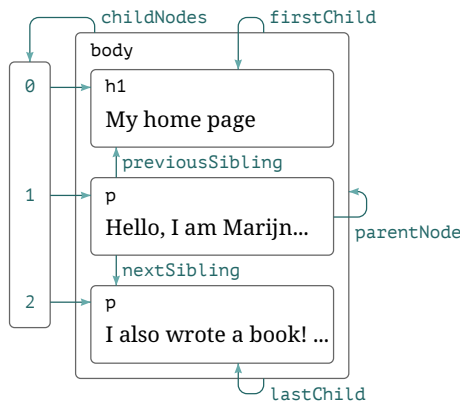 childNodes
firstChild
body
0
h1
My home page
previousSibling
1
p
Hello, I am Marijn...
parentNode
nextSibling
2
p
I also wrote a book! ...
lastChild